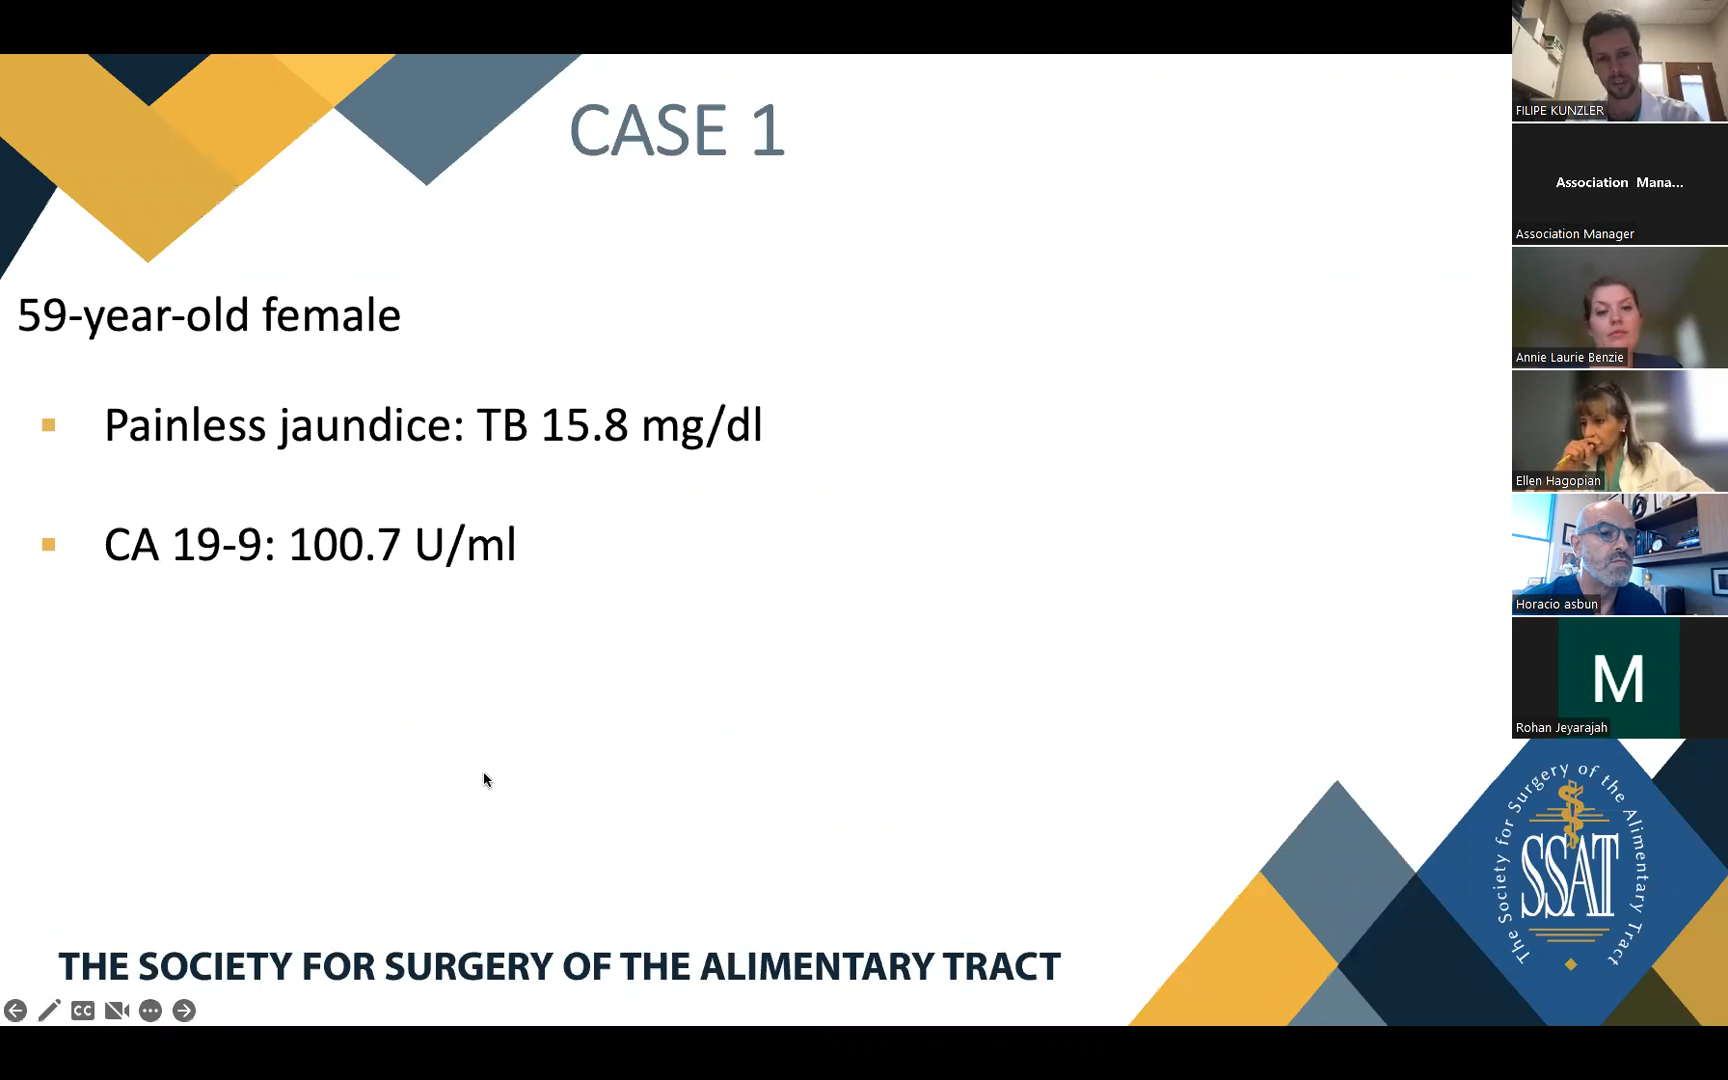 CASE 1
59-year-old female
Painless jaundice: TB 15.8 mg/dl
CA 19-9: 100.7 U/ml
THE SOCIETY FOR SURGERY OF THE ALIMENTARY TRACT
CC
FILIPE KUNZLER
Association Mana...
Association Manager
Annie Laurie Benzie
Ellen Hagopian
Horacio asbun
M
Rohan Jeyarajah
The Society for Surgery of the Alimentary Tract
SSAT